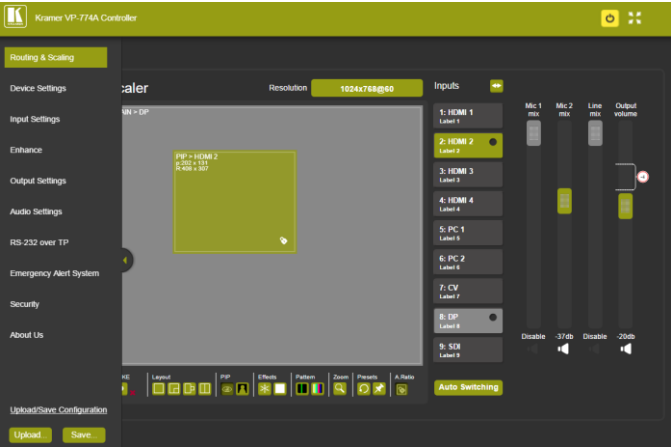 Kramer VP-774A Controller
Routing & Scaling
Device Settings
Input Settings
Enhance
Output Settings
Audio Settings
RS-232 over TP
Emergency Alert System
Security
About Us
Upload/Save Configuration
Upload...
Save...
caler
Resolution
1024x768@60
AIN > DP
PIP > HDMI 2
p:202 x 131
R:408 x 307
KE
Layout
PIP
Effects
Pattern
Zoom
Presets
A.Ratio
Inputs
1: HDMI 1
Label 1
2: HDMI 2
Label 2
3: HDMI 3
Label 3
4: HDMI 4
Label 4
5: PC 1
Label 5
6: PC 2
Label 6
7: CV
Label 7
8: DP
Label 8
9: SDI
Label 9
Auto Switching
Mic 1 mix
Mic 2 mix
Line mix
Output volume
Disable
-37db
Disable
-20db